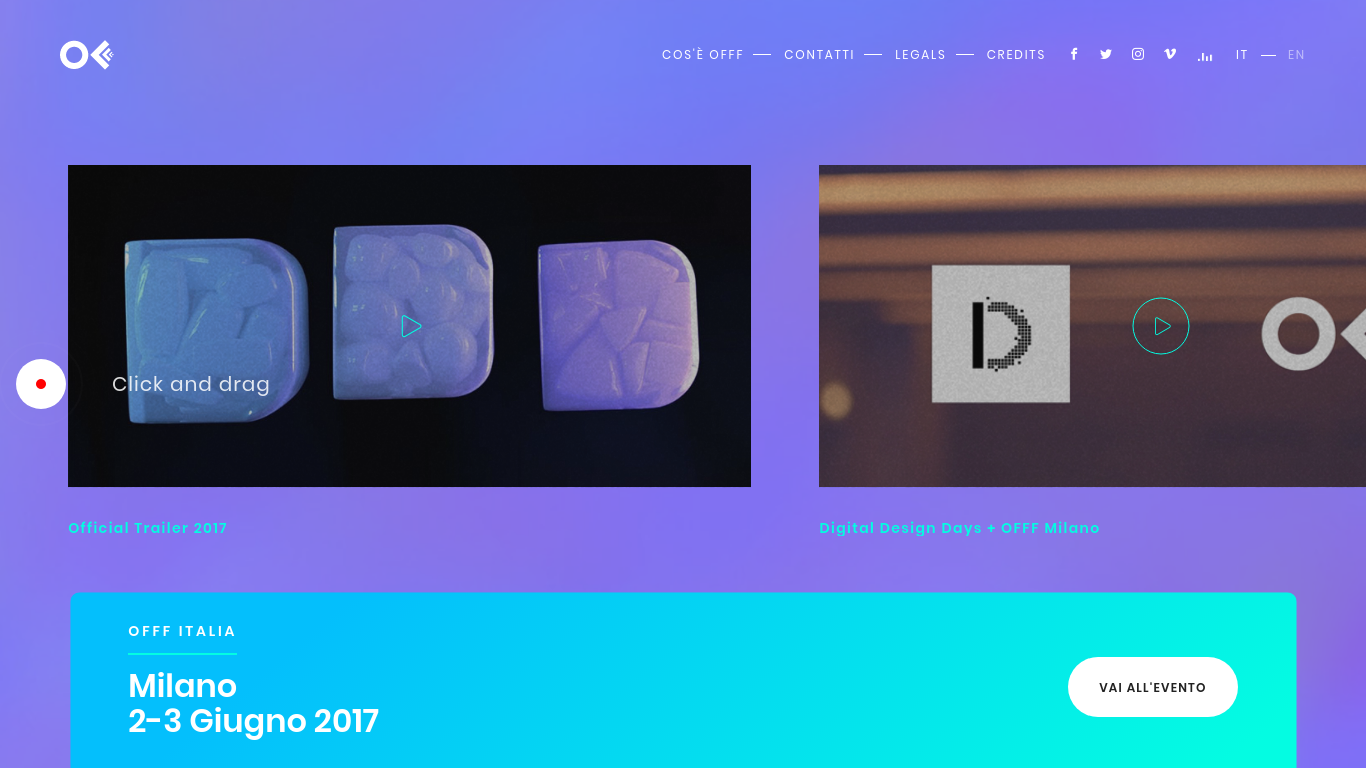 COS'È OFFF — CONTATTI — LEGALS — CREDITS IT — EN
Click and drag
Official Trailer 2017
Digital Design Days + OFFF Milano
OFFF ITALIA
Milano
2-3 Giugno 2017
VAI ALL'EVENTO